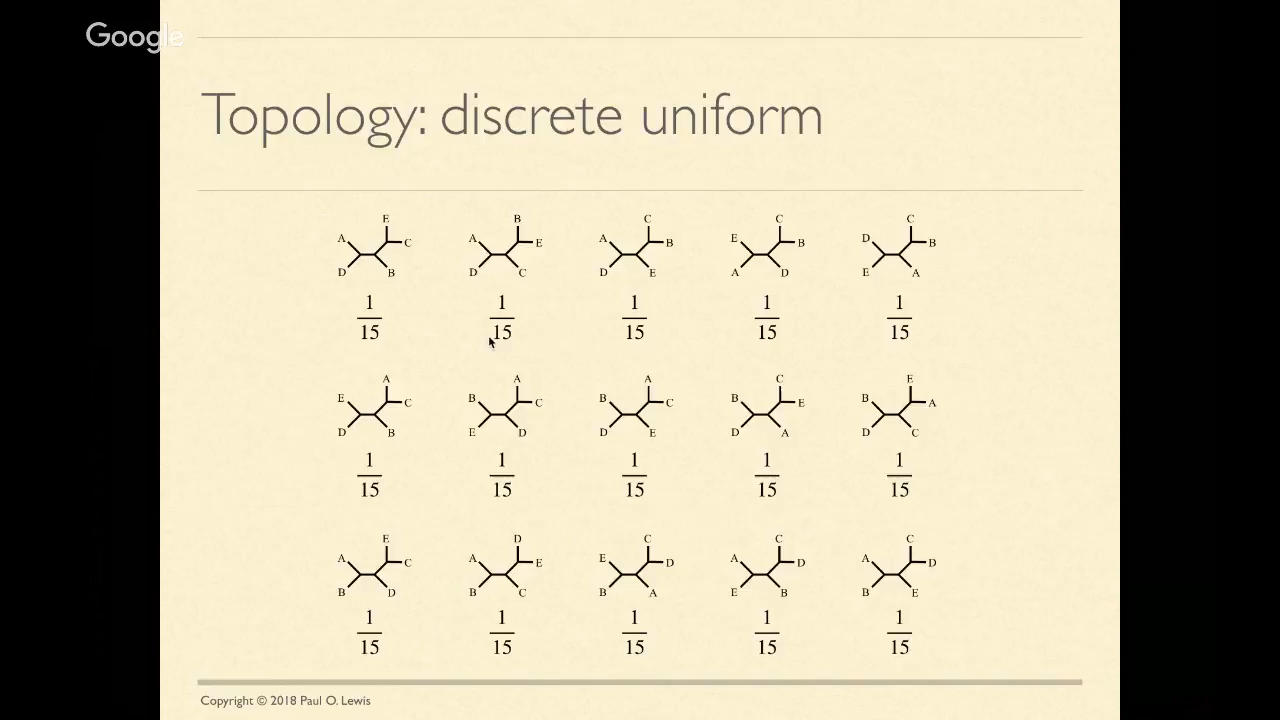 Google
Topology: discrete uniform
E B C C C
A C A E A B E B D B
D B D C D E A D E A
1 1 1 1 1
15 15 15 15 15
A A A C E
E C B C B C B E B A
D B E D D E D A D C
1 1 1 1 1
15 15 15 15 15
E D C C C
A C A E E D A D A D
B D B C B A E B B E
1 1 1 1 1
15 15 15 15 15
Copyright © 2018 Paul O. Lewis